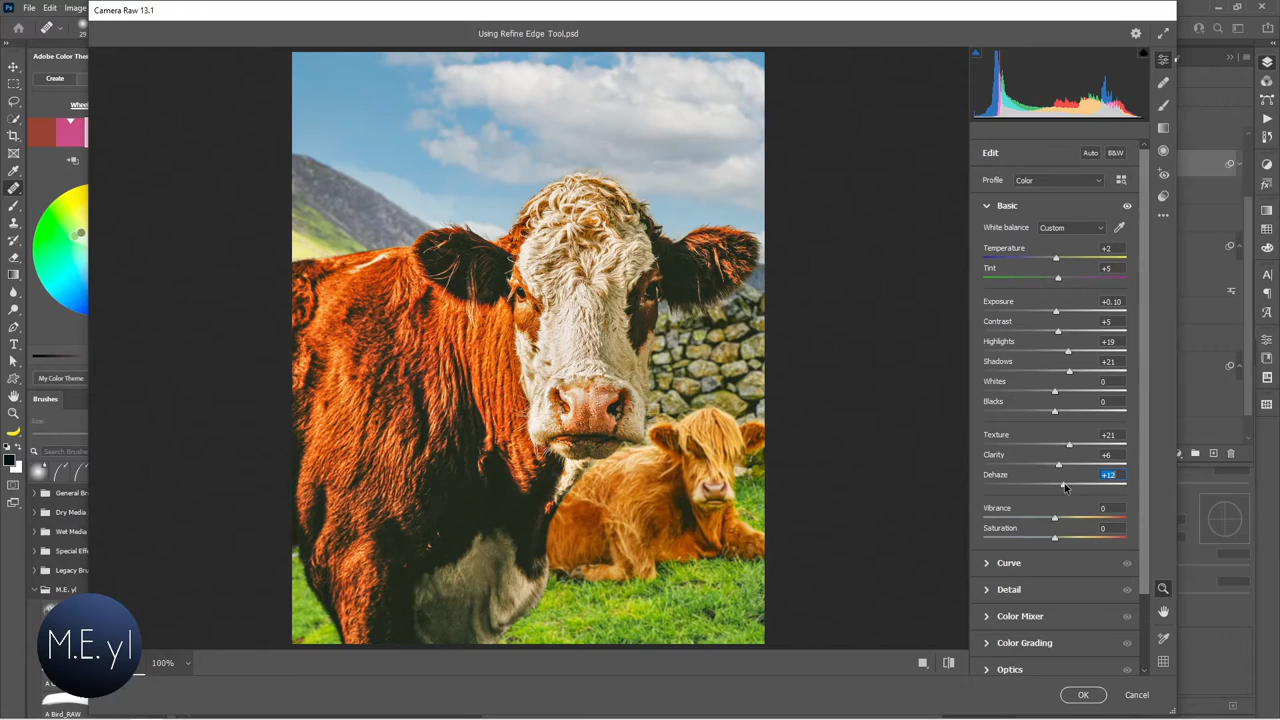 Camera Raw 13.1
File Edit
Using Refine Edge Tool.psd
29
Adobe Color The
Create
Whee
My Color Theme
Brushes
Search Brushes
General Br
Dry Media
Wet Media
Special Effe
Legacy Bru
M.E. yl
M.E. yl
A Bird_RAW
100%
Edit
Auto
B&W
Profile
Color
Basic
White balance
Custom
Temperature
+2
Tint
+5
Exposure
+0.10
Contrast
+5
Highlights
+19
Shadows
+21
Whites
0
Blacks
0
Texture
+21
Clarity
+6
Dehaze
+12
Vibrance
0
Saturation
0
Curve
Detail
Color Mixer
Color Grading
Optics
OK
Cancel